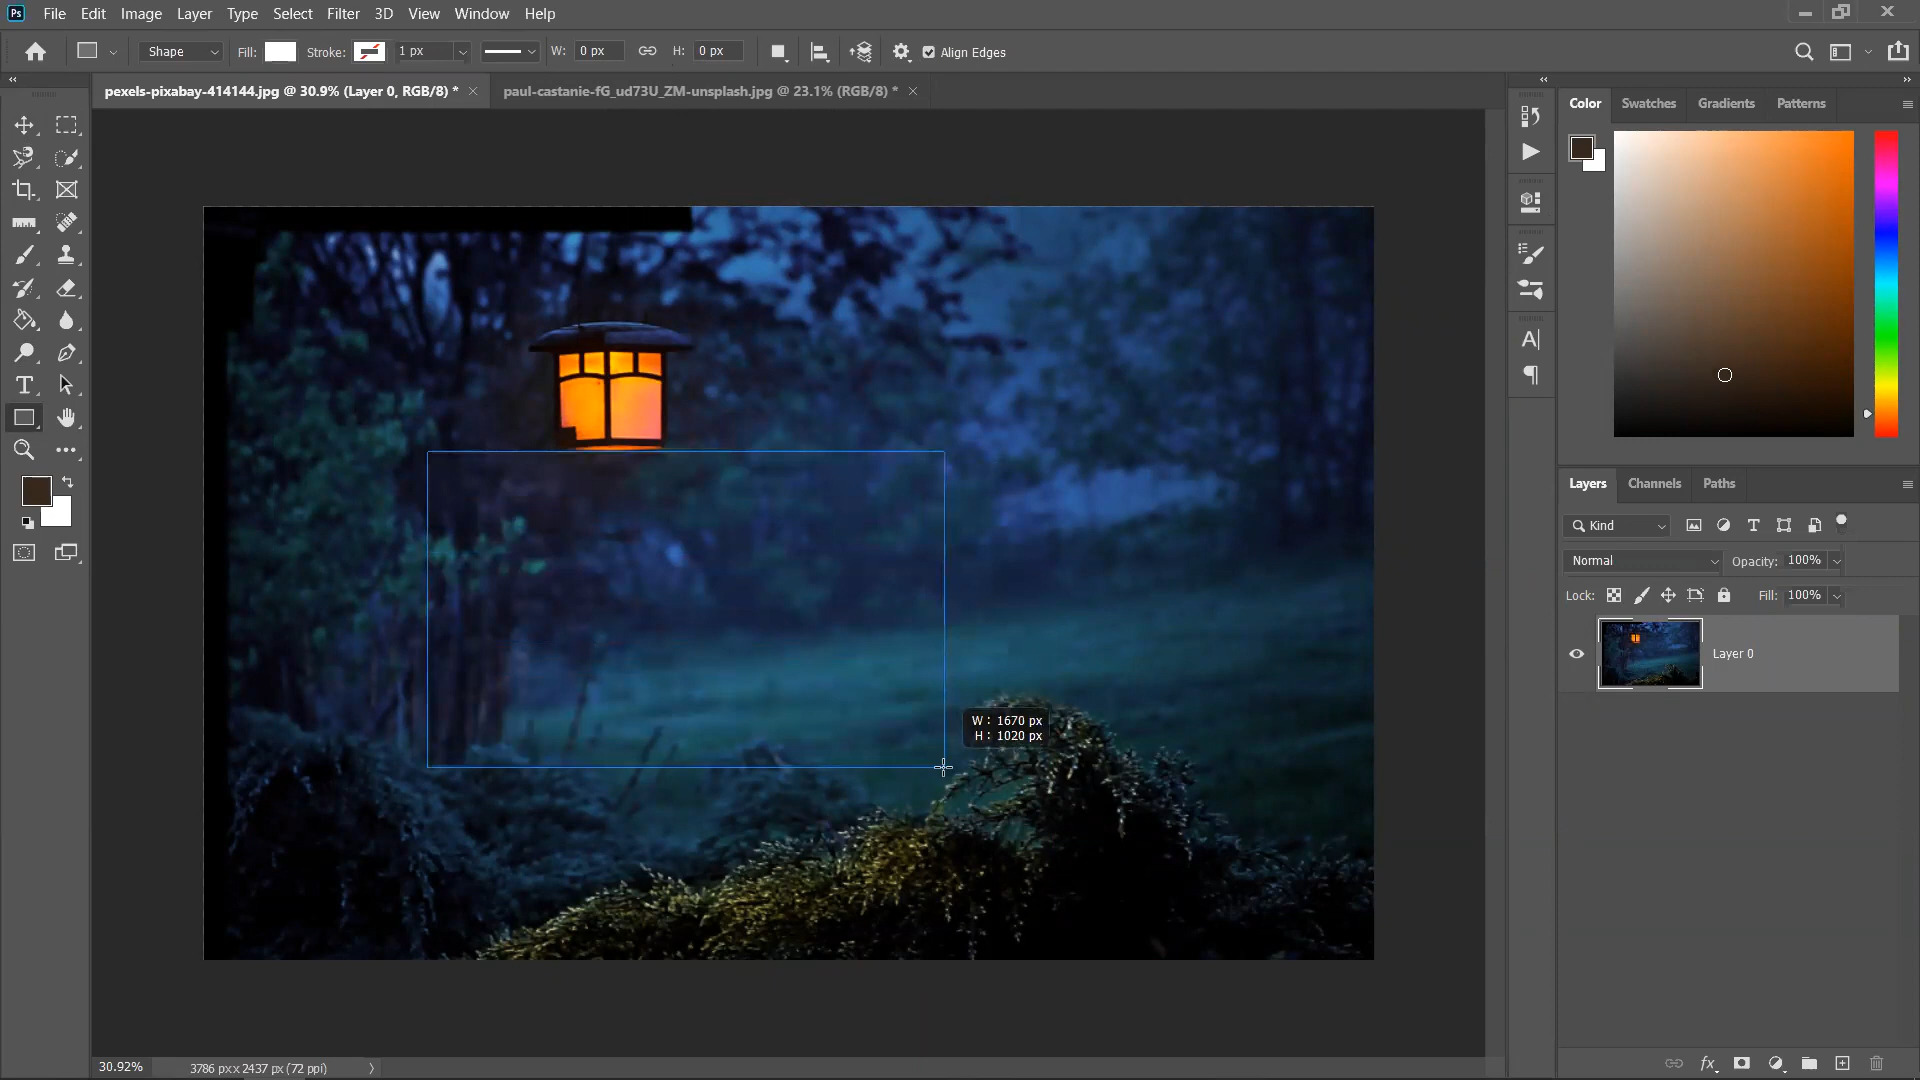 Ps File Edit Image Layer Type Select Filter 3D View Window Help
Shape Fill: Stroke: 1 px W: 0 px H: 0 px Align Edges
pexels-pixabay-414144.jpg @ 30.9% (Layer 0, RGB/8) * paul-castanie-fG_ud73U_ZM-unsplash.jpg @ 23.1% (RGB/8) *
Color Swatches Gradients Patterns
Layers Channels Paths
Kind
Normal Opacity: 100%
Lock: Fill: 100%
Layer 0
W : 1670 px
H : 1020 px
30.92% 3786 px x 2437 px (72 ppi)